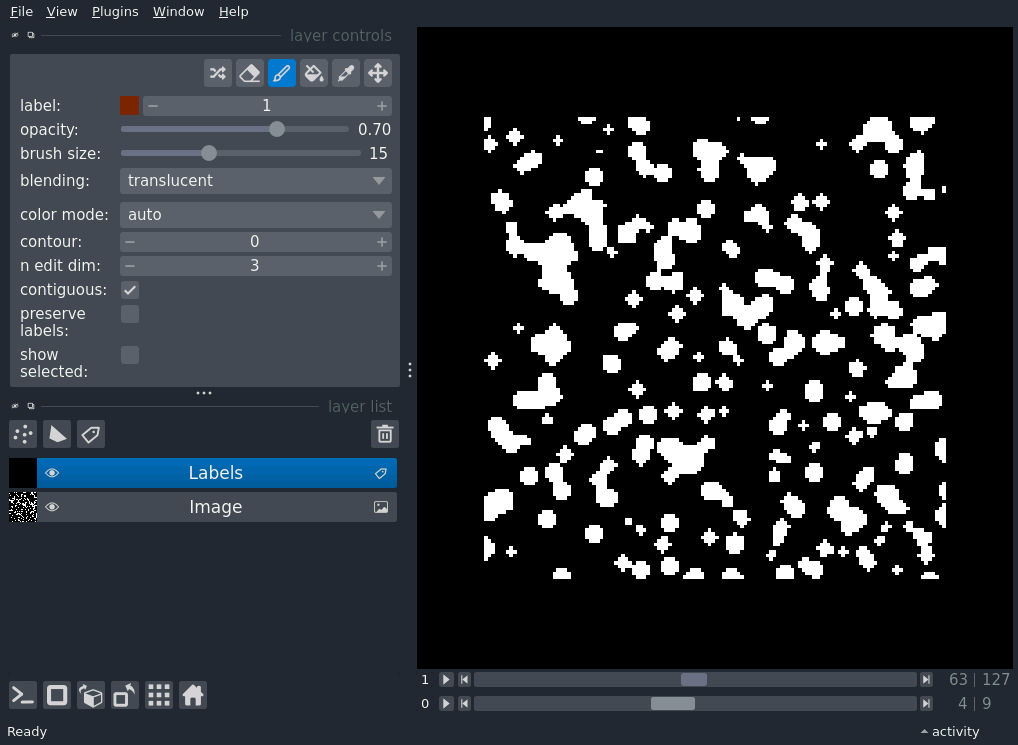 File View Plugins Window Help
layer controls
label: 1
opacity: 0.70
brush size: 15
blending: translucent
color mode: auto
contour: 0
n edit dim: 3
contiguous:
preserve
labels:
show
selected:
layer list
Labels
Image
1 63 | 127
0 4 | 9
Ready activity